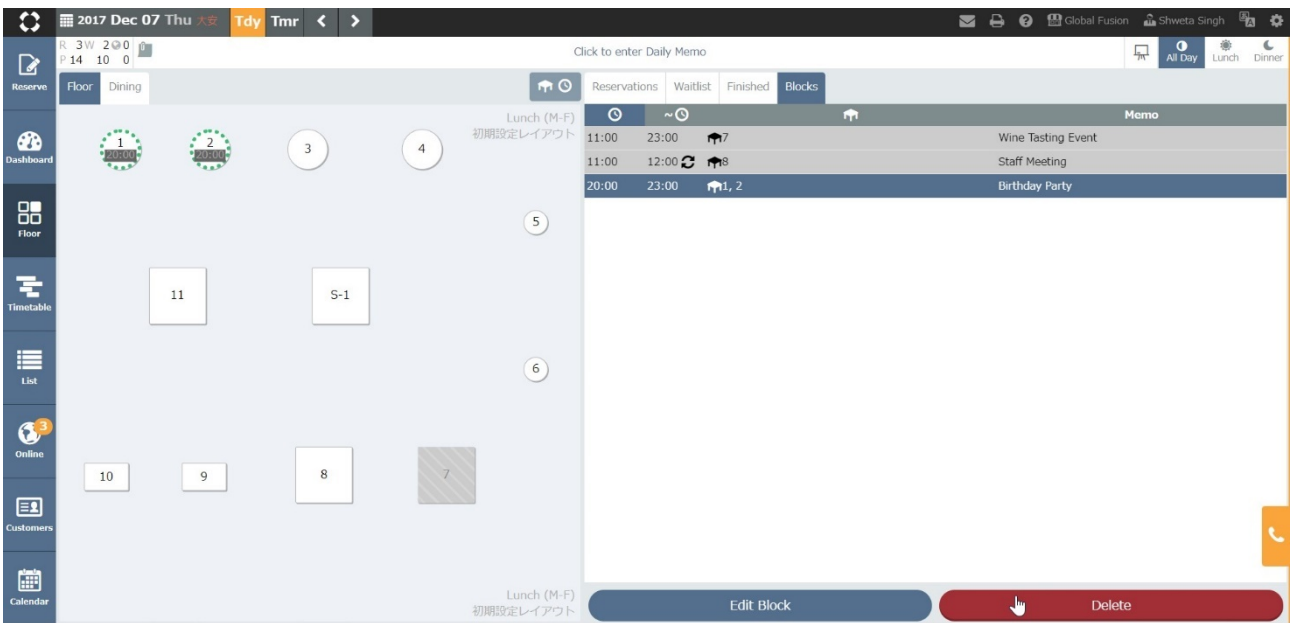 2017 Dec 07 Thu 大安 Tdy Tmr Global Fusion Shweta Singh
R 3 W 2 0
P 14 10 0
Click to enter Daily Memo
All Day Lunch Dinner
Reserve
Floor Dining
Reservations Waitlist Finished Blocks
Lunch (M-F)
初期設定レイアウト
~ Memo
11:00 23:00 7 Wine Tasting Event
11:00 12:00 8 Staff Meeting
20:00 23:00 1, 2 Birthday Party
1 2 3 4
20:00 20:00
5
11 S-1
6
10 9 8 7
Dashboard
Floor
Timetable
List
3
Online
Customers
Calendar
Lunch (M-F)
初期設定レイアウト
Edit Block Delete